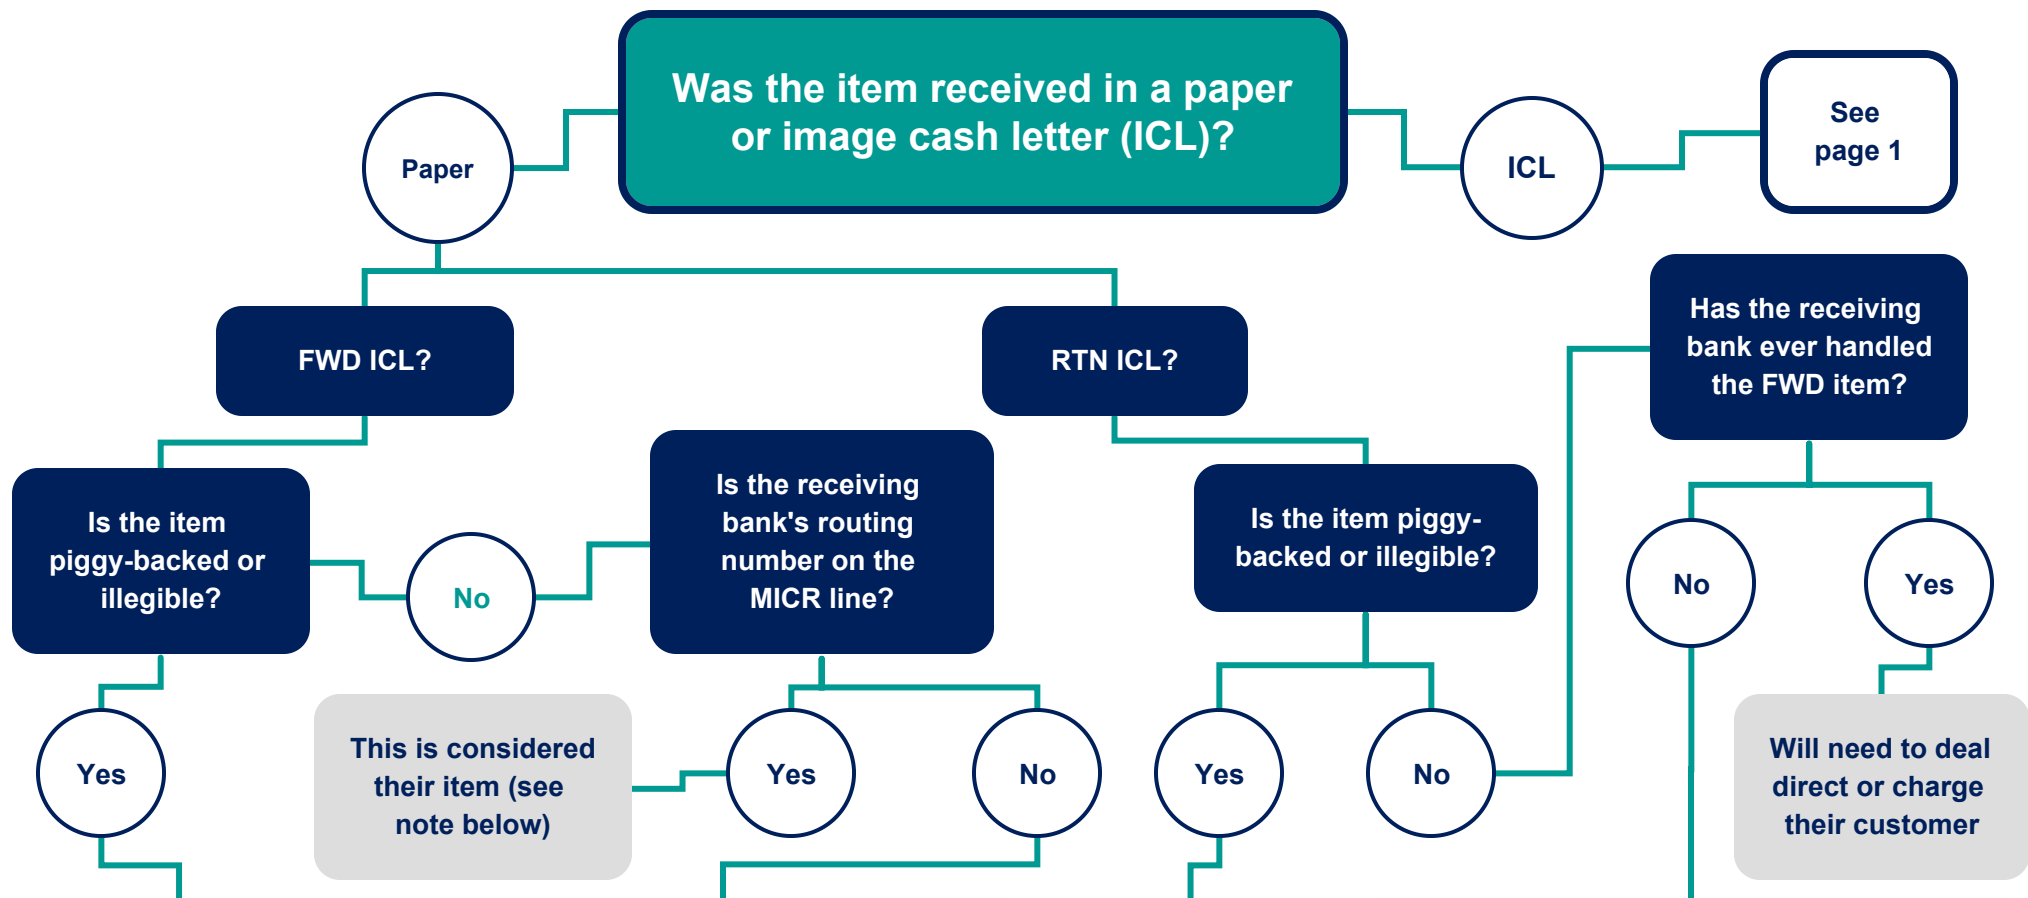 Was the item received in a paper
or image cash letter (ICL)?
Paper
ICL
See
page 1
FWD ICL?
RTN ICL?
Has the receiving
bank ever handled
the FWD item?
Is the item
piggy-backed or
illegible?
No
Is the receiving
bank's routing
number on the
MICR line?
Is the item piggy-
backed or illegible?
No
Yes
Yes
This is considered
their item (see
note below)
Yes
No
Yes
No
Will need to deal
direct or charge
their customer